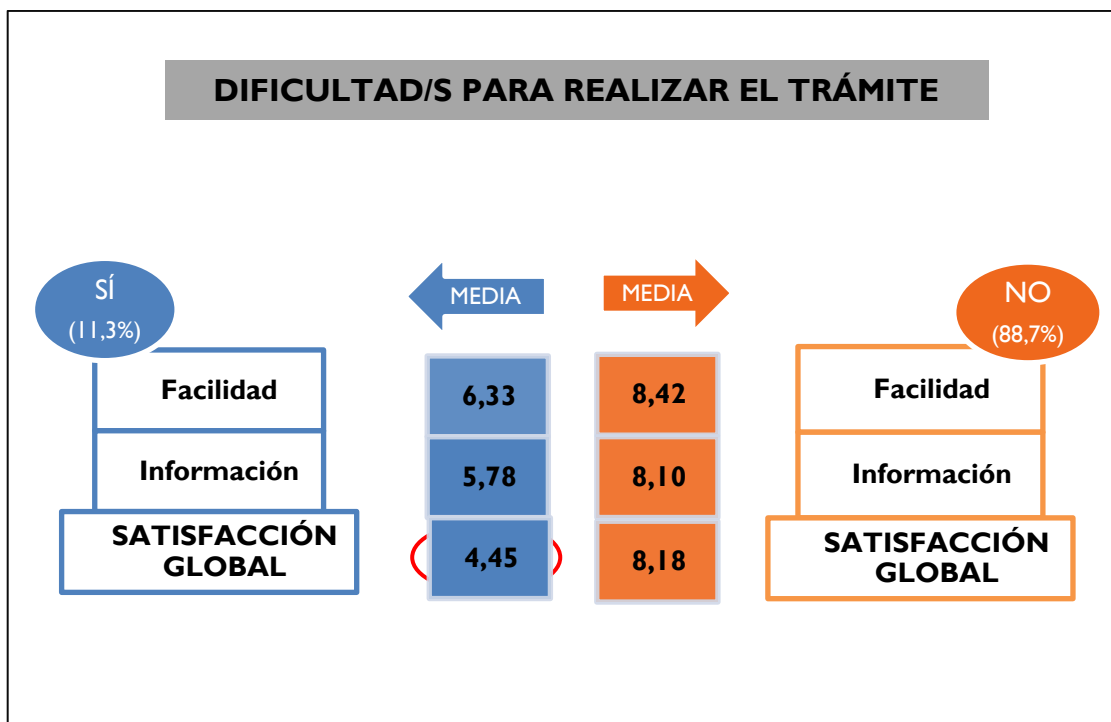 DIFICULTAD/S PARA REALIZAR EL TRÁMITE
SÍ
(11,3%)
MEDIA
MEDIA
NO
(88,7%)
Facilidad
6,33
8,42
Facilidad
Información
5,78
8,10
Información
SATISFACCIÓN
GLOBAL
4,45
8,18
SATISFACCIÓN
GLOBAL